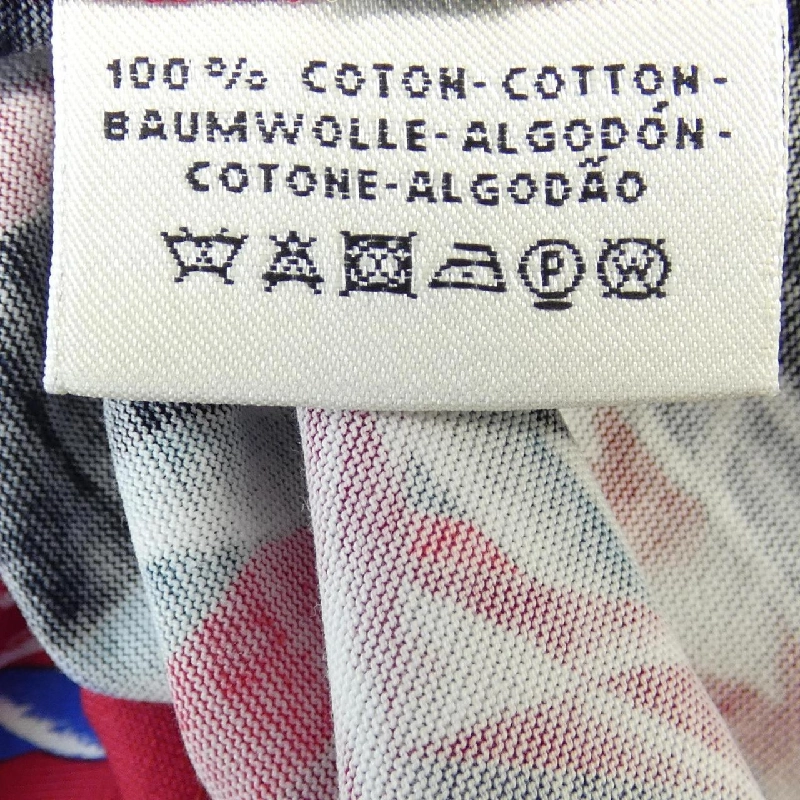 100 % COTON-COTTON-
BAUMWOLLE-ALGODÓN-
COTONE-ALGODÃO
P W